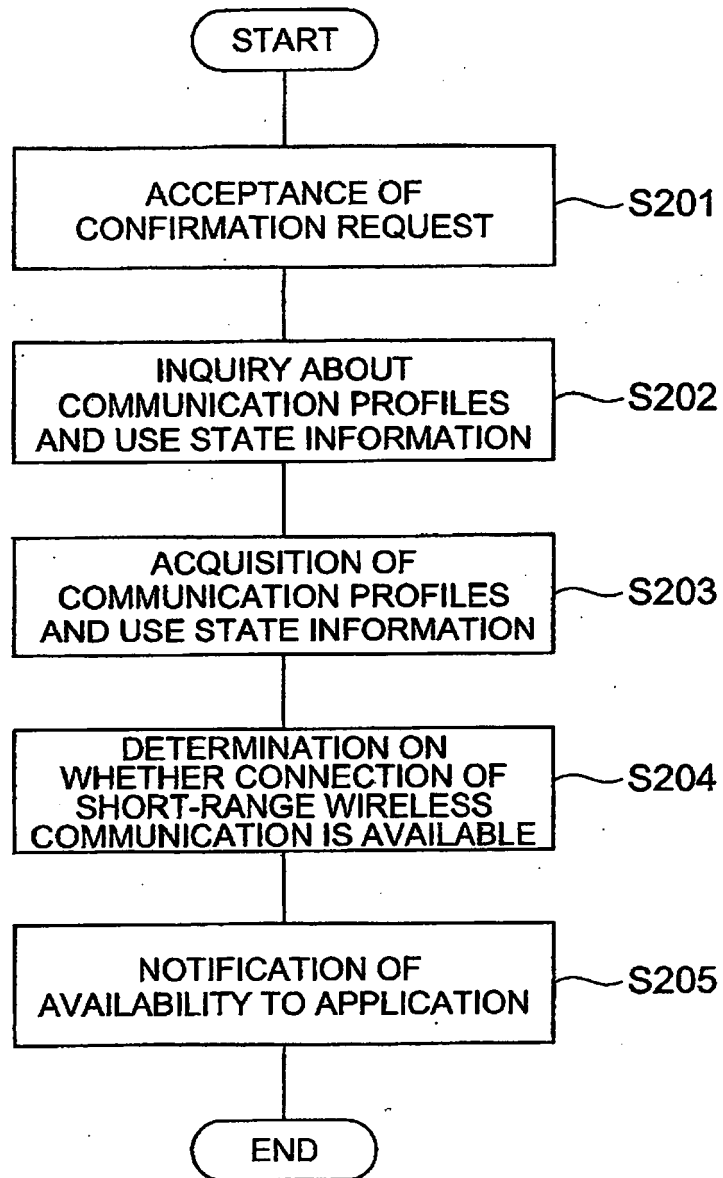 START
ACCEPTANCE OF
CONFIRMATION REQUEST
S201
INQUIRY ABOUT
COMMUNICATION PROFILES
AND USE STATE INFORMATION
S202
ACQUISITION OF
COMMUNICATION PROFILES
AND USE STATE INFORMATION
S203
DETERMINATION ON
WHETHER CONNECTION OF
SHORT-RANGE WIRELESS
COMMUNICATION IS AVAILABLE
S204
NOTIFICATION OF
AVAILABILITY TO APPLICATION
S205
END